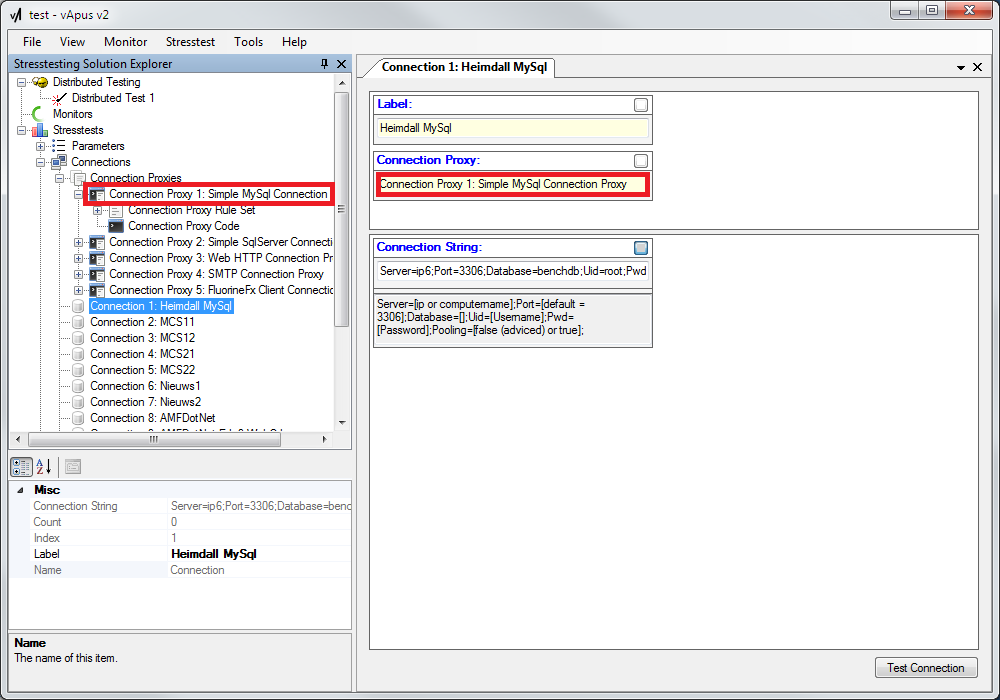 test - vApus v2
File View Monitor Stresstest Tools Help
Stresstesting Solution Explorer
Distributed Testing
Distributed Test 1
Monitors
Stresstests
Parameters
Connections
Connection Proxies
Connection Proxy 1: Simple MySql Connection
Connection Proxy Rule Set
Connection Proxy Code
Connection Proxy 2: Simple SqlServer Connecti
Connection Proxy 3: Web HTTP Connection Pr
Connection Proxy 4: SMTP Connection Proxy
Connection Proxy 5: FluorineFx Client Connectio
Connection 1: Heimdall MySql
Connection 2: MCS11
Connection 3: MCS12
Connection 4: MCS21
Connection 5: MCS22
Connection 6: Nieuws1
Connection 7: Nieuws2
Connection 8: AMFDotNet
Misc
Connection String Server=ip6;Port=3306;Database=benc
Count 0
Index 1
Label Heimdall MySql
Name Connection
Name
The name of this item.
Connection 1: Heimdall MySql
Label:
Heimdall MySql
Connection Proxy:
Connection Proxy 1: Simple MySql Connection Proxy
Connection String:
Server=ip6;Port=3306;Database=benchdb;Uid=root;Pwd
Server=[ip or computername];Port=[default =
3306];Database=[];Uid=[Username];Pwd=
[Password];Pooling=[false (adviced) or true];
Test Connection